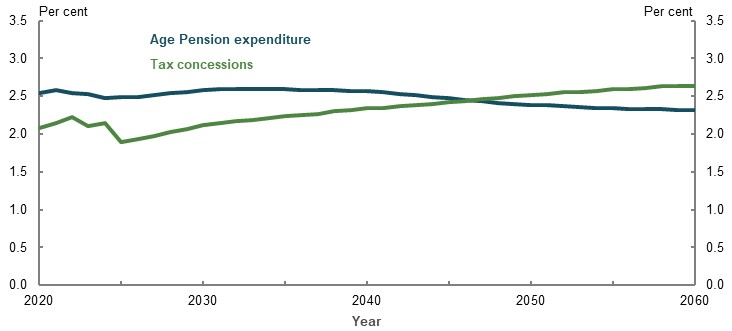 Per cent Per cent
3.5 3.5
Age Pension expenditure
Tax concessions
3.0 3.0
2.5 2.5
2.0 2.0
1.5 1.5
1.0 1.0
0.5 0.5
0.0 0.0
2020 2030 2040 2050 2060
Year